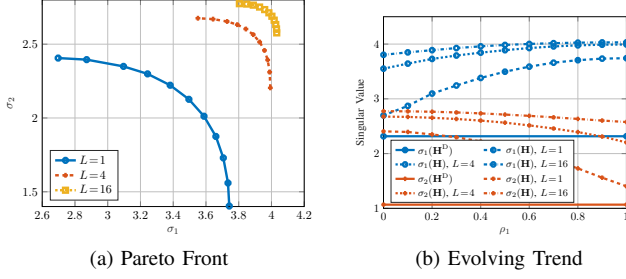 2.5
2
1.5
σ₂
L=1
L=4
L=16
2.6 2.8 3 3.2 3.4 3.6 3.8 4 4.2
σ₁
(a) Pareto Front
4
3
2
1
Singular Value
σ₁(Hᴰ) σ₁(H), L=1
σ₁(H), L=4 σ₁(H), L=16
σ₂(Hᴰ) σ₂(H), L=1
σ₂(H), L=4 σ₂(H), L=16
0 0.2 0.4 0.6 0.8 1
ρ₁
(b) Evolving Trend